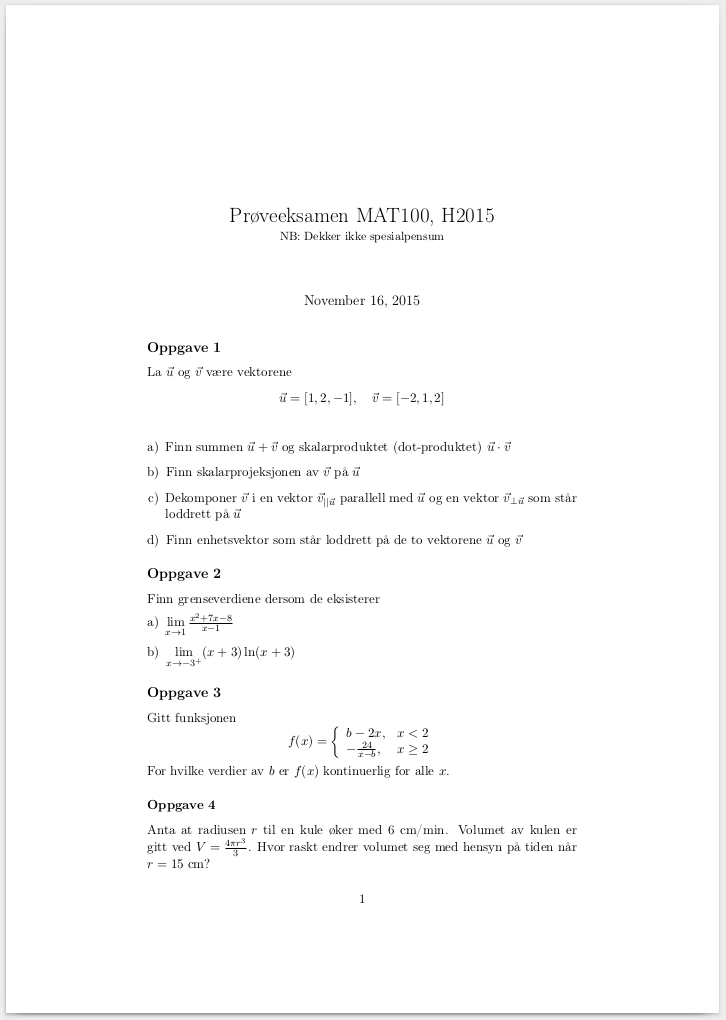 Prøveeksamen MAT100, H2015
NB: Dekker ikke spesialpensum
November 16, 2015
Oppgave 1
La $\vec{u}$ og $\vec{v}$ være vektorene
$\vec{u} = [1, 2, -1], \quad \vec{v} = [-2, 1, 2]$
a) Finn summen $\vec{u} + \vec{v}$ og skalarproduktet (dot-produktet) $\vec{u} \cdot \vec{v}$
b) Finn skalarprojeksjonen av $\vec{v}$ på $\vec{u}$
c) Dekomponer $\vec{v}$ i en vektor $\vec{v}_{||\vec{u}}$ parallell med $\vec{u}$ og en vektor $\vec{v}_{\perp\vec{u}}$ som står
loddrett på $\vec{u}$
d) Finn enhetsvektor som står loddrett på de to vektorene $\vec{u}$ og $\vec{v}$
Oppgave 2
Finn grenseverdiene dersom de eksisterer
a) $\lim_{x \to 1} \frac{x^2+7x-8}{x-1}$
b) $\lim_{x \to -3^+} (x + 3) \ln(x + 3)$
Oppgave 3
Gitt funksjonen
$f(x) = \begin{cases} b - 2x, & x < 2 \\ -\frac{24}{x-b}, & x \geq 2 \end{cases}$
For hvilke verdier av $b$ er $f(x)$ kontinuerlig for alle $x$.
Oppgave 4
Anta at radiusen $r$ til en kule øker med 6 cm/min. Volumet av kulen er
gitt ved $V = \frac{4\pi r^3}{3}$. Hvor raskt endrer volumet seg med hensyn på tiden når
$r = 15$ cm?
1